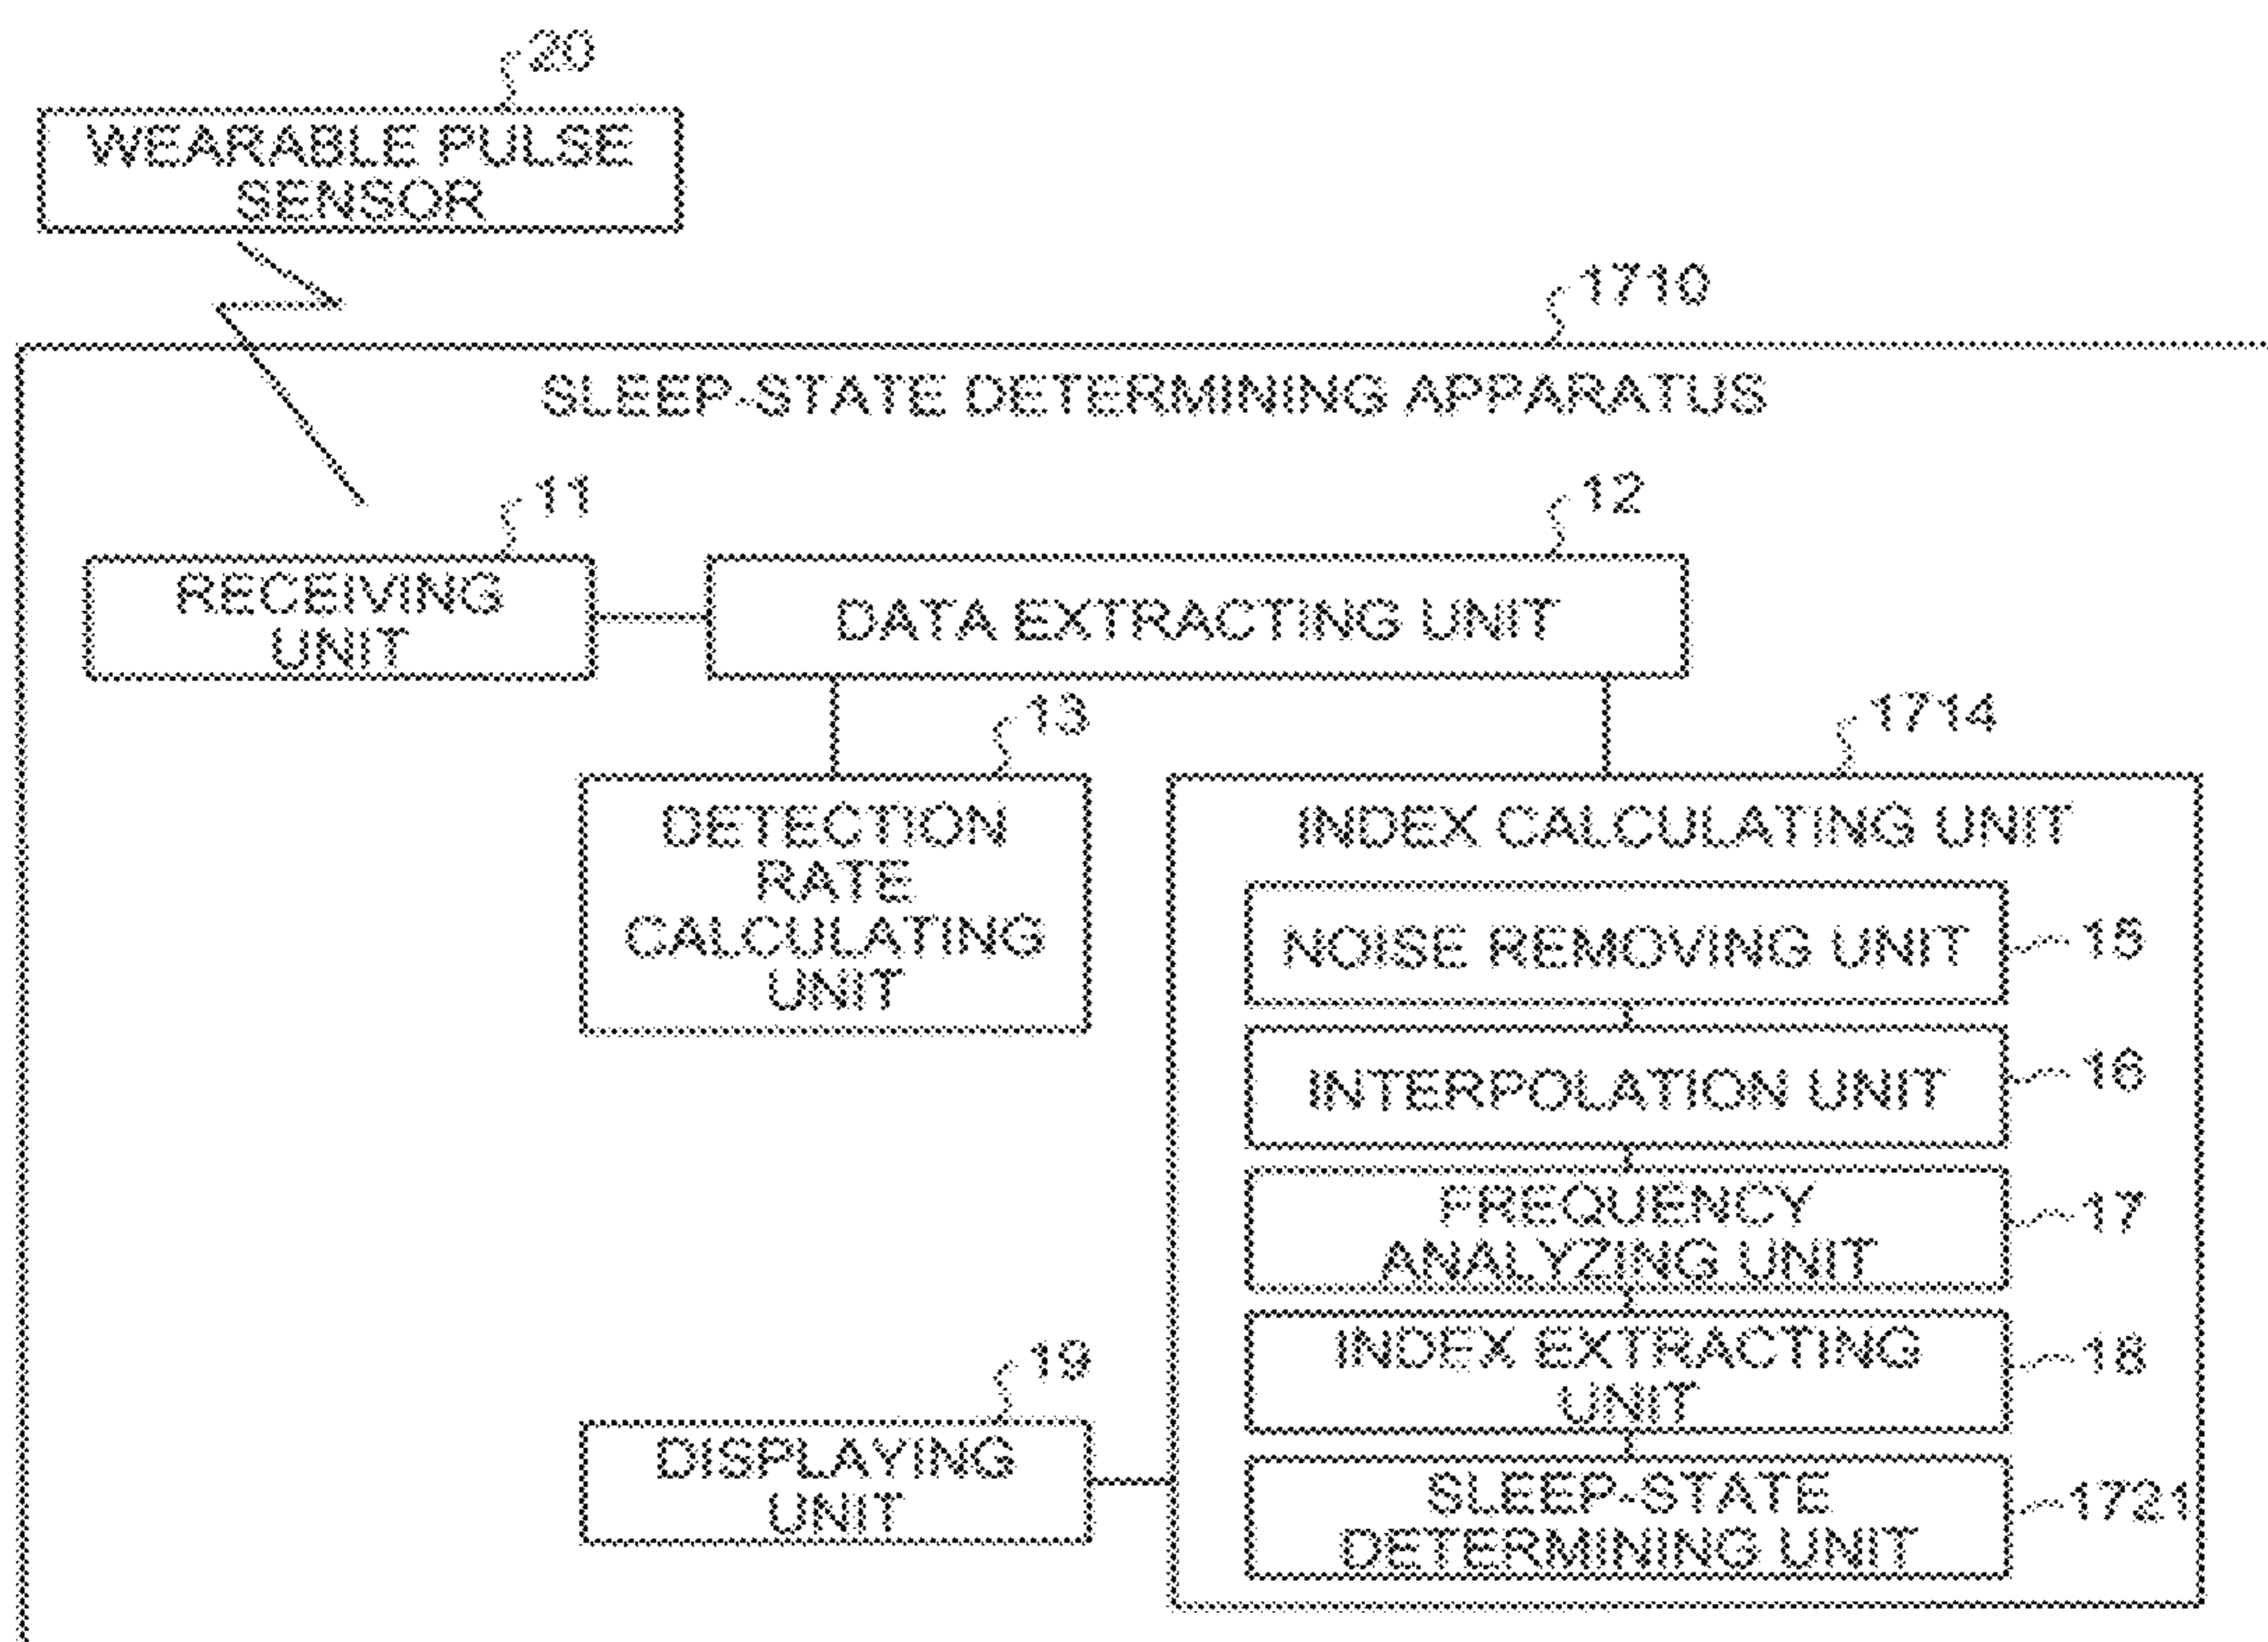 20
WEARABLE PULSE
SENSOR
1710
SLEEP-STATE DETERMINING APPARATUS
11
12
RECEIVING
UNIT
DATA EXTRACTING UNIT
13
1714
DETECTION
RATE
CALCULATING
UNIT
INDEX CALCULATING UNIT
NOISE REMOVING UNIT
15
INTERPOLATION UNIT
16
FREQUENCY
ANALYZING UNIT
17
INDEX EXTRACTING
UNIT
18
19
DISPLAYING
UNIT
SLEEP-STATE
DETERMINING UNIT
1721